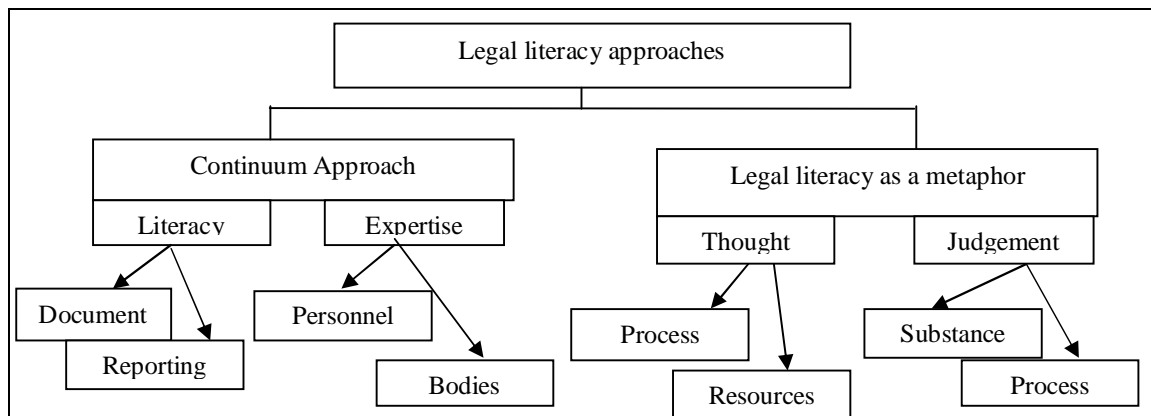 Legal literacy approaches
Continuum Approach
Legal literacy as a metaphor
Literacy
Expertise
Thought
Judgement
Document
Reporting
Personnel
Bodies
Process
Resources
Substance
Process